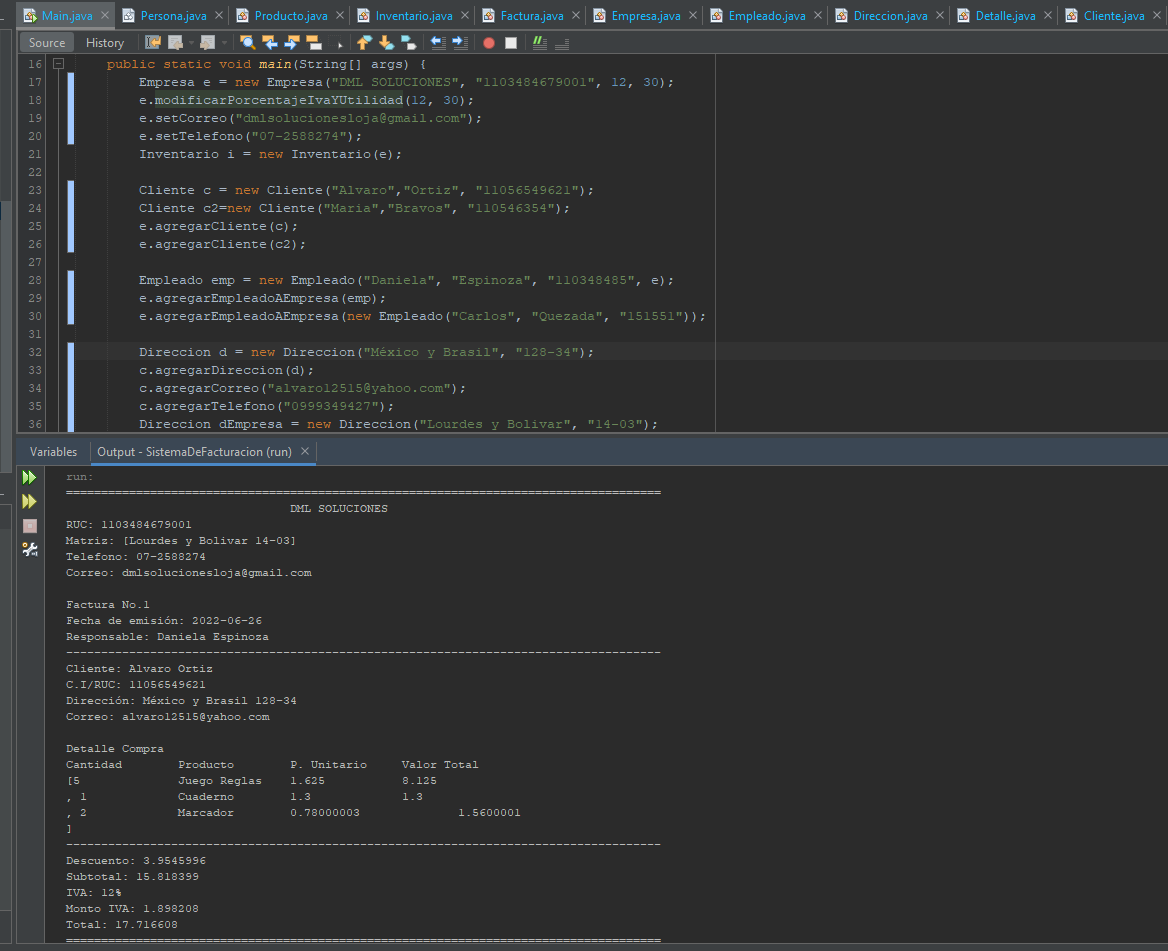 Main.java Persona.java Producto.java Inventario.java Factura.java Empresa.java Empleado.java Direccion.java Detalle.java Cliente.java
Source History
16 public static void main(String[] args) {
17 Empresa e = new Empresa("DML SOLUCIONES", "1103484679001", 12, 30);
18 e.modificarPorcentajeIvaYUtilidad(12, 30);
19 e.setCorreo("dmlsolucionesloja@gmail.com");
20 e.setTelefono("07-2588274");
21 Inventario i = new Inventario(e);
22
23 Cliente c = new Cliente("Alvaro","Ortiz", "11056549621");
24 Cliente c2=new Cliente("Maria","Bravos", "110546354");
25 e.agregarCliente(c);
26 e.agregarCliente(c2);
27
28 Empleado emp = new Empleado("Daniela", "Espinoza", "110348485", e);
29 e.agregarEmpleadoAEmpresa(emp);
30 e.agregarEmpleadoAEmpresa(new Empleado("Carlos", "Quezada", "151551"));
31
32 Direccion d = new Direccion("México y Brasil", "128-34");
33 c.agregarDireccion(d);
34 c.agregarCorreo("alvaro12515@yahoo.com");
35 c.agregarTelefono("0999349427");
36 Direccion dEmpresa = new Direccion("Lourdes y Bolivar", "14-03");
Variables Output - SistemaDeFacturacion (run)
run:
=====================================================================================
DML SOLUCIONES
RUC: 1103484679001
Matriz: [Lourdes y Bolivar 14-03]
Telefono: 07-2588274
Correo: dmlsolucionesloja@gmail.com
Factura No.1
Fecha de emisión: 2022-06-26
Responsable: Daniela Espinoza
-------------------------------------------------------------------------------------
Cliente: Alvaro Ortiz
C.I/RUC: 11056549621
Dirección: México y Brasil 128-34
Correo: alvaro12515@yahoo.com
Detalle Compra
Cantidad Producto P. Unitario Valor Total
[5 Juego Reglas 1.625 8.125
, 1 Cuaderno 1.3 1.3
, 2 Marcador 0.78000003 1.5600001
]
-------------------------------------------------------------------------------------
Descuento: 3.9545996
Subtotal: 15.818399
IVA: 12%
Monto IVA: 1.898208
Total: 17.716608
=====================================================================================